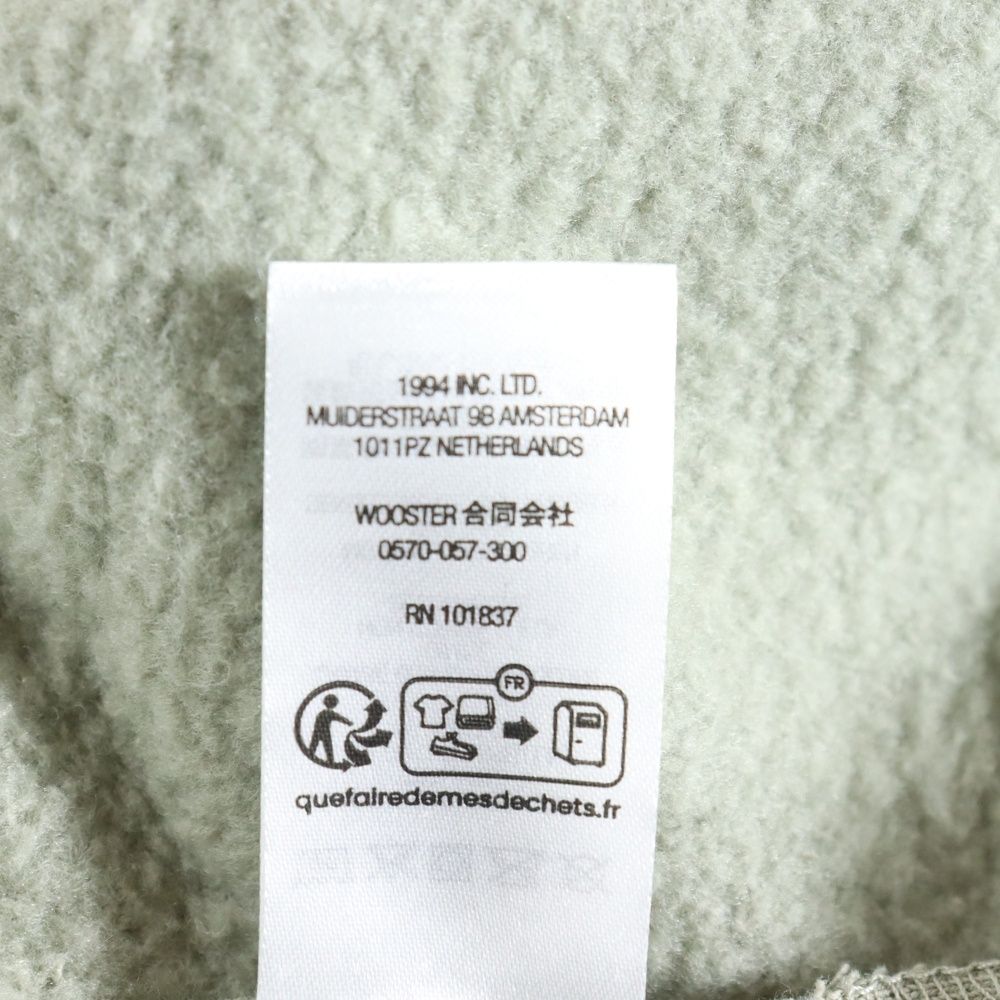 1994 INC. LTD.
MUIDERSTRAAT 9B AMSTERDAM
1011PZ NETHERLANDS
WOOSTER 合同会社
0570-057-300
RN 101837
FR
quefairedemesdechets.fr